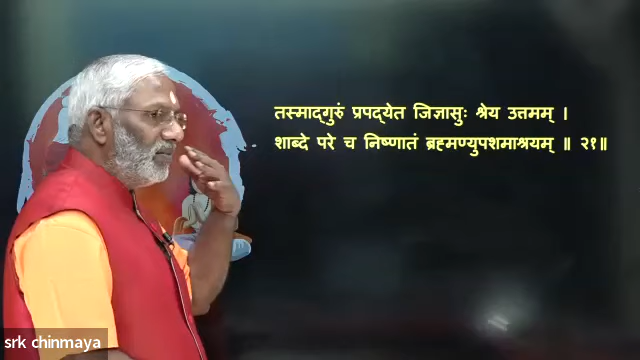 तस्माद्‌गुरुं प्रपद्‌येत जिज्ञासुः श्रेय उत्तमम् ।
शाब्दे परे च निष्णातं ब्रह्मण्युपशमाश्रयम् ॥ २१॥
srk chinmaya